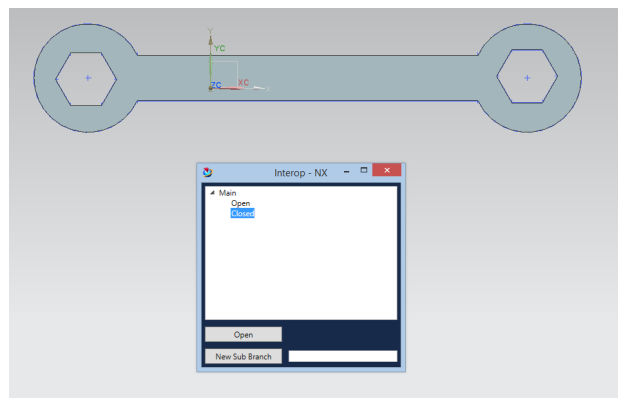 Y
YC
ZC XC X
Interop - NX
Main
Open
Closed
Open
New Sub Branch